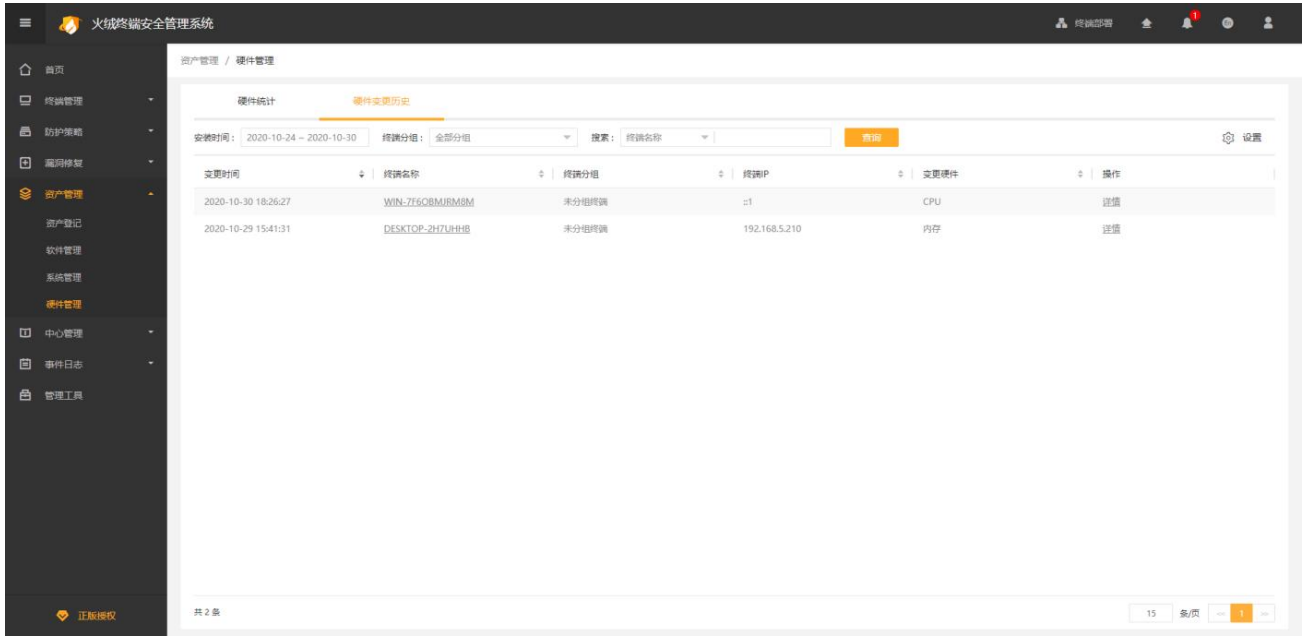 火绒终端安全管理系统
终端部署
1
首页
终端管理
防护策略
漏洞修复
资产管理
资产登记
软件管理
系统管理
硬件管理
中心管理
事件日志
管理工具
正版授权
资产管理 / 硬件管理
硬件统计 硬件变更历史
安装时间： 2020-10-24 ~ 2020-10-30 终端分组： 全部分组 搜索： 终端名称 查询 设置
变更时间 终端名称 终端分组 终端IP 变更硬件 操作
2020-10-30 18:26:27 WIN-7F6OBMJRM8M 未分组终端 ::1 CPU 详情
2020-10-29 15:41:31 DESKTOP-2H7UHHB 未分组终端 192.168.5.210 内存 详情
共 2 条 15 条/页 1